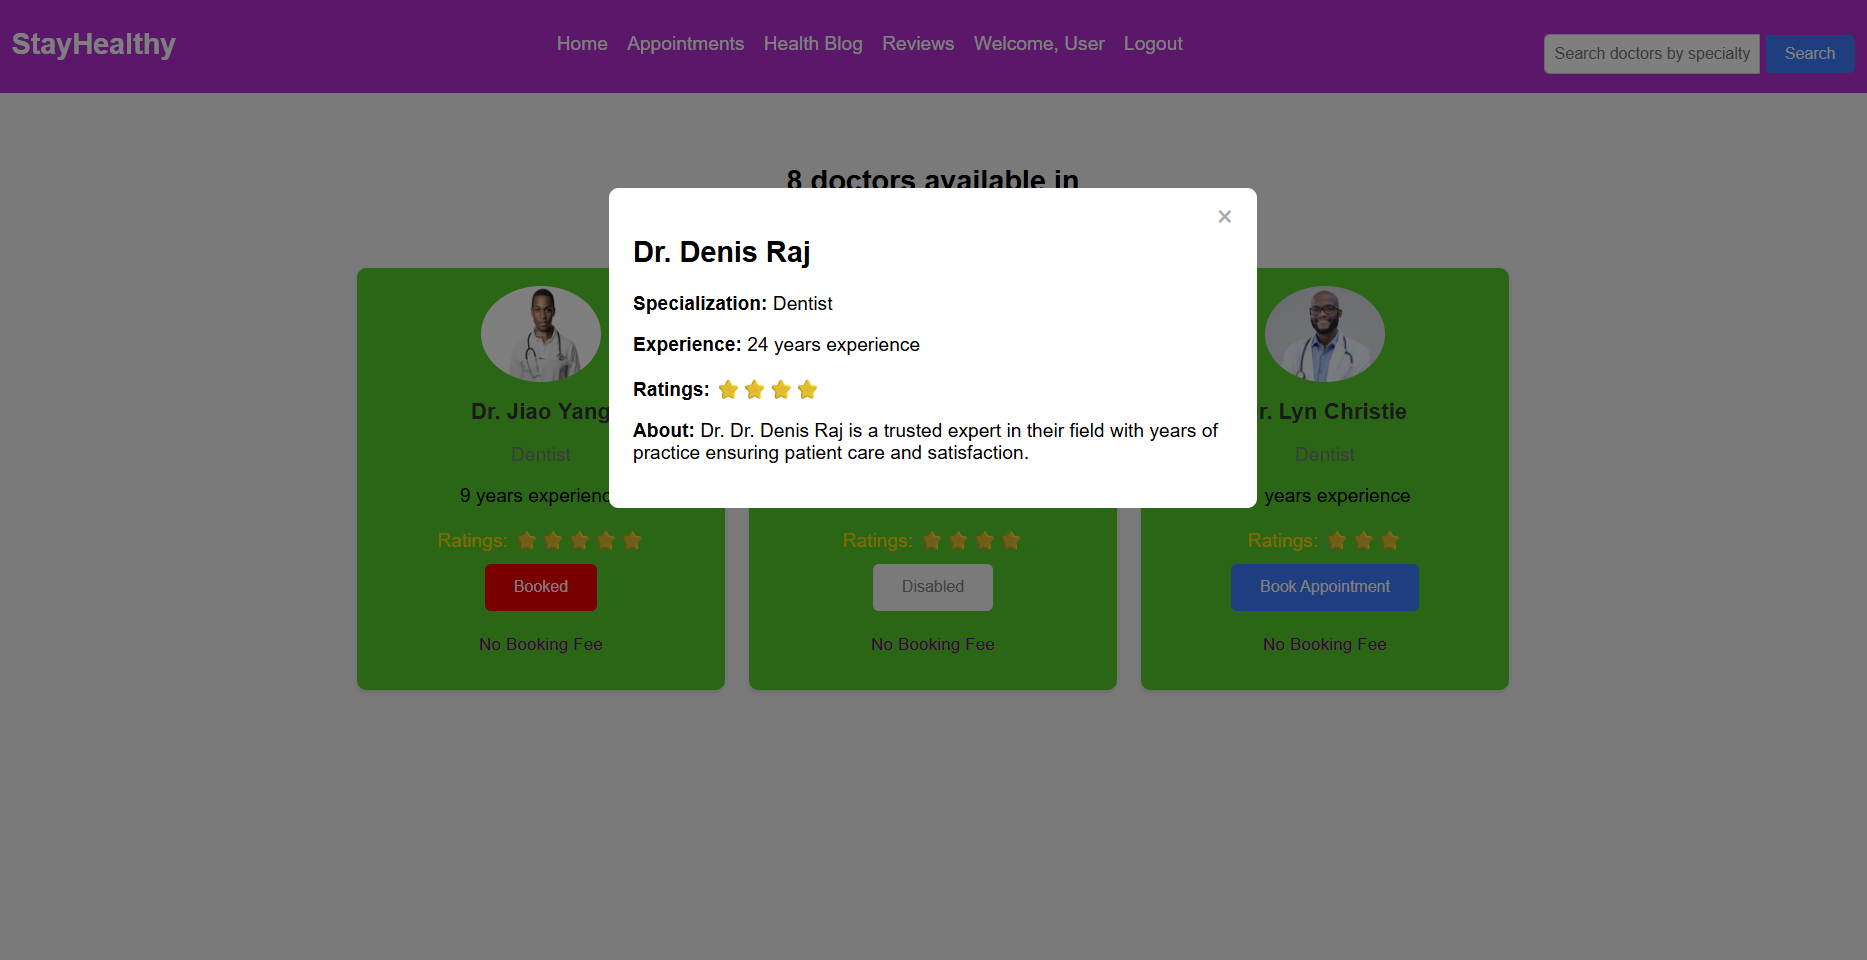 StayHealthy
Home Appointments Health Blog Reviews Welcome, User Logout
Search doctors by specialty Search
8 doctors available in
×
Dr. Denis Raj
Specialization: Dentist
Experience: 24 years experience
Ratings: ⭐ ⭐ ⭐ ⭐
About: Dr. Dr. Denis Raj is a trusted expert in their field with years of
practice ensuring patient care and satisfaction.
Dr. Jiao Yang
Dentist
9 years experienc
Ratings: ⭐ ⭐ ⭐ ⭐ ⭐
Booked
No Booking Fee
Ratings: ⭐ ⭐ ⭐ ⭐
Disabled
No Booking Fee
r. Lyn Christie
Dentist
years experience
Ratings: ⭐ ⭐ ⭐
Book Appointment
No Booking Fee